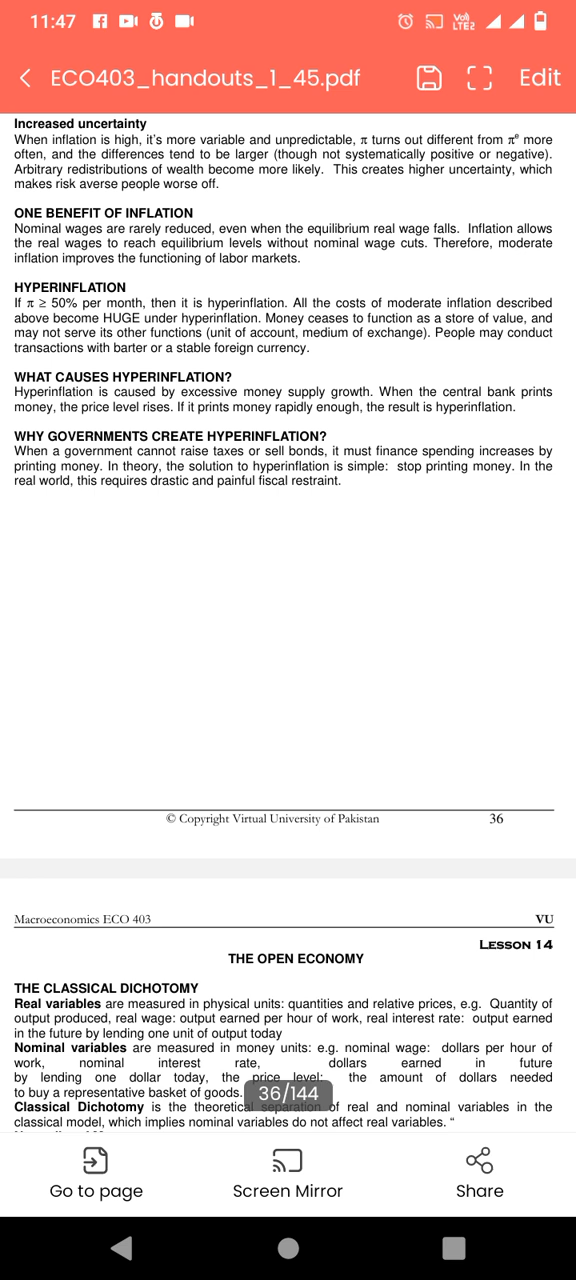 11:47
Vo)
LTE2
ECO403_handouts_1_45.pdf
Edit
Increased uncertainty
When inflation is high, it's more variable and unpredictable, π turns out different from πe more
often, and the differences tend to be larger (though not systematically positive or negative).
Arbitrary redistributions of wealth become more likely. This creates higher uncertainty, which
makes risk averse people worse off.
ONE BENEFIT OF INFLATION
Nominal wages are rarely reduced, even when the equilibrium real wage falls. Inflation allows
the real wages to reach equilibrium levels without nominal wage cuts. Therefore, moderate
inflation improves the functioning of labor markets.
HYPERINFLATION
If π ≥ 50% per month, then it is hyperinflation. All the costs of moderate inflation described
above become HUGE under hyperinflation. Money ceases to function as a store of value, and
may not serve its other functions (unit of account, medium of exchange). People may conduct
transactions with barter or a stable foreign currency.
WHAT CAUSES HYPERINFLATION?
Hyperinflation is caused by excessive money supply growth. When the central bank prints
money, the price level rises. If it prints money rapidly enough, the result is hyperinflation.
WHY GOVERNMENTS CREATE HYPERINFLATION?
When a government cannot raise taxes or sell bonds, it must finance spending increases by
printing money. In theory, the solution to hyperinflation is simple: stop printing money. In the
real world, this requires drastic and painful fiscal restraint.
© Copyright Virtual University of Pakistan 36
Macroeconomics ECO 403 VU
LESSON 14
THE OPEN ECONOMY
THE CLASSICAL DICHOTOMY
Real variables are measured in physical units: quantities and relative prices, e.g. Quantity of
output produced, real wage: output earned per hour of work, real interest rate: output earned
in the future by lending one unit of output today
Nominal variables are measured in money units: e.g. nominal wage: dollars per hour of
work, nominal interest rate, dollars earned in future
by lending one dollar today, the price level: the amount of dollars needed
to buy a representative basket of goods.
36/144
Classical Dichotomy is the theoretical separation of real and nominal variables in the
classical model, which implies nominal variables do not affect real variables. "
Go to page
Screen Mirror
Share